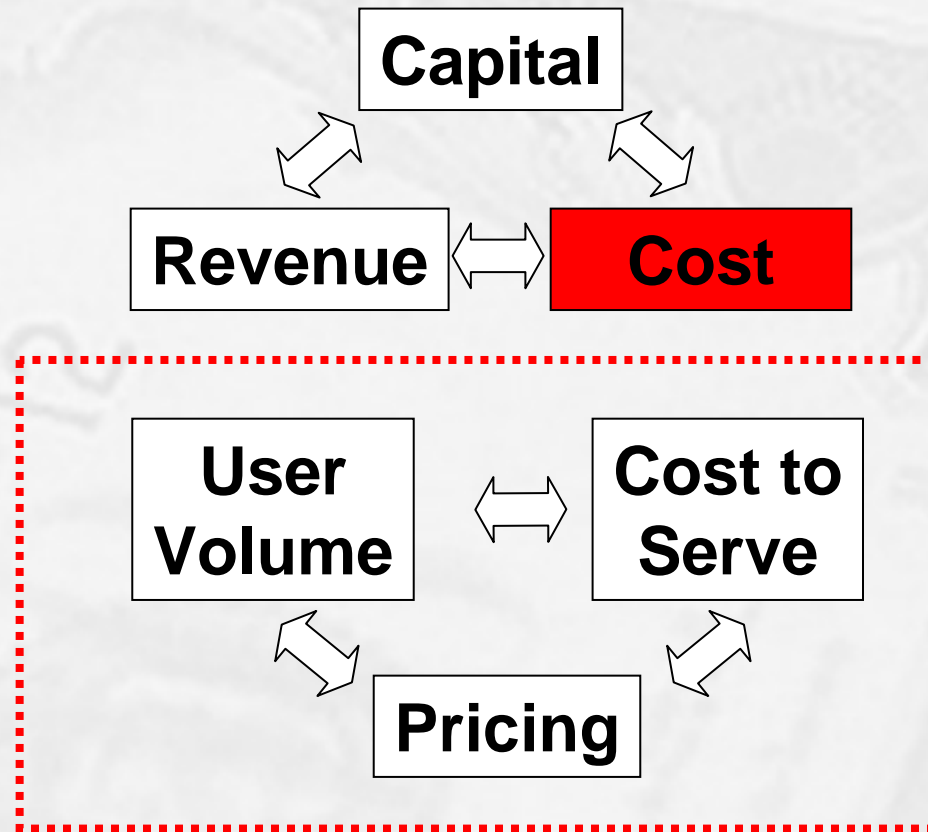 Capital
Revenue
Cost
User
Volume
Cost to
Serve
Pricing